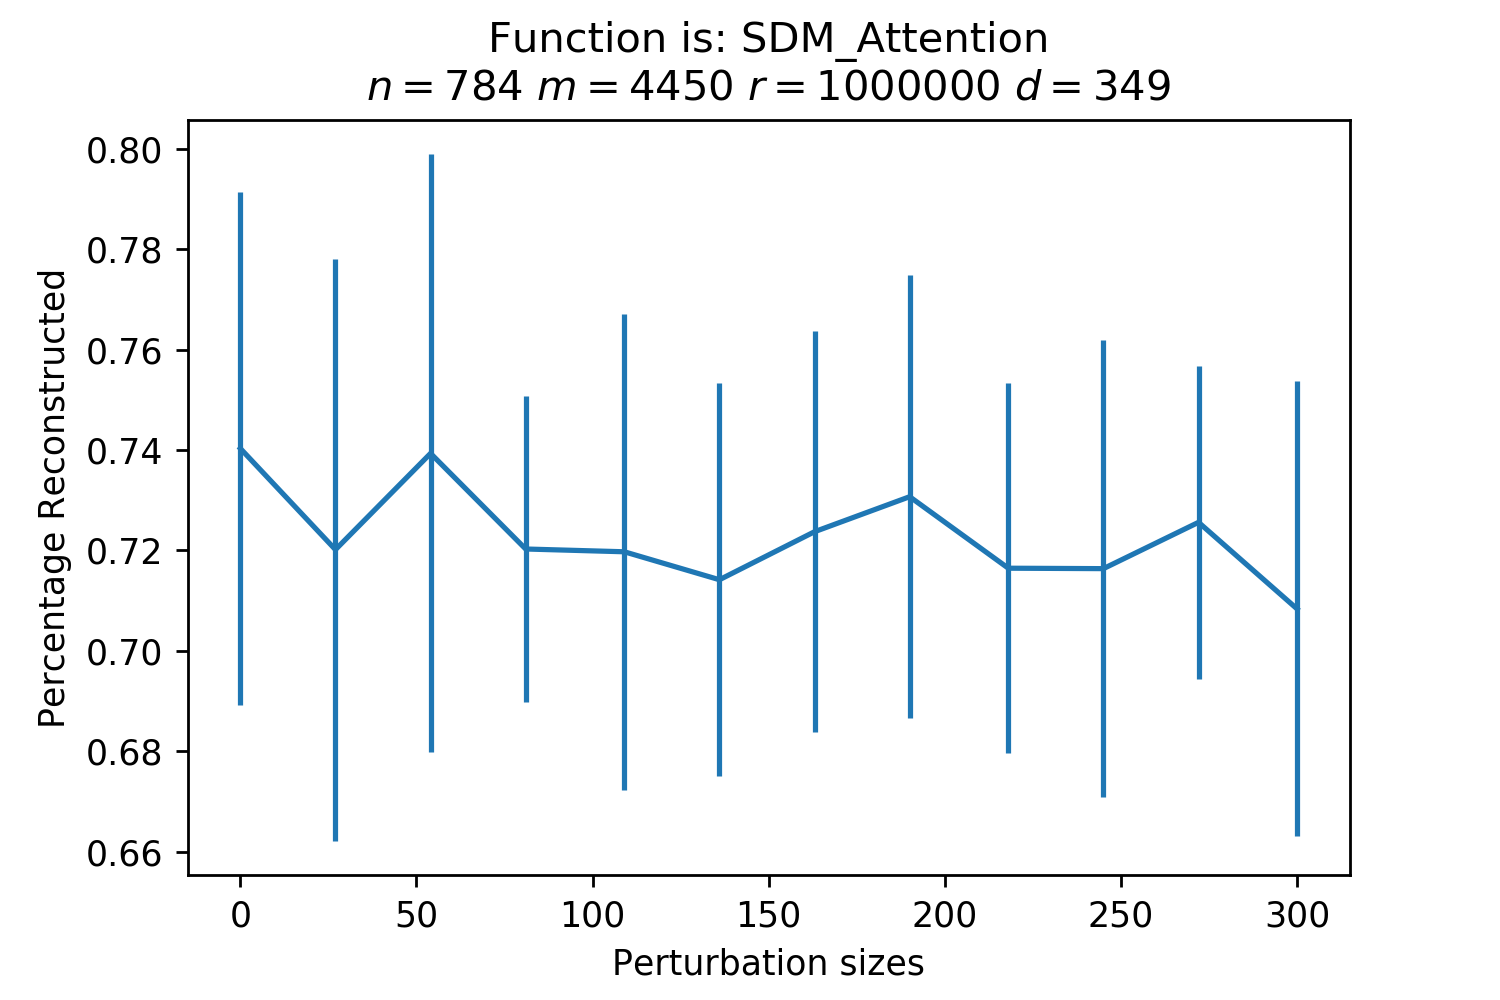 Function is: SDM_Attention
n = 784 m = 4450 r = 1000000 d = 349
Percentage Reconstructed
0.80
0.78
0.76
0.74
0.72
0.70
0.68
0.66
0 50 100 150 200 250 300
Perturbation sizes